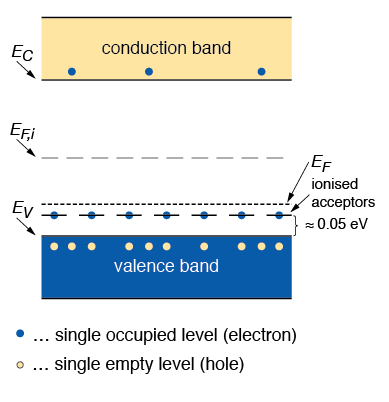 conduction band
E_C
E_F,i
E_F
ionised
acceptors
E_V
≈ 0.05 eV
valence band
... single occupied level (electron)
... single empty level (hole)